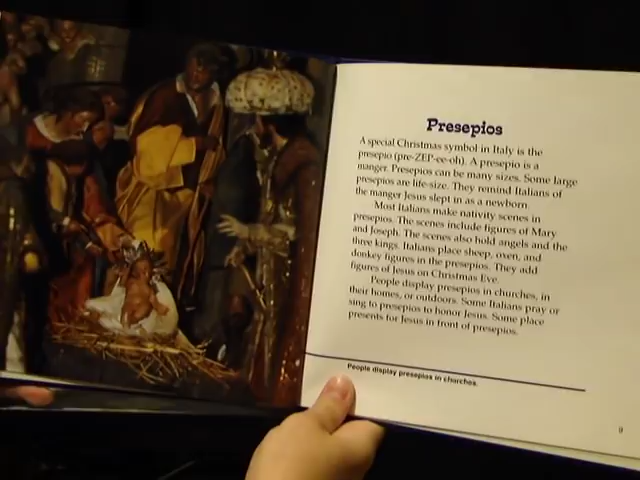 Presepios
A special Christmas symbol in Italy is the
presepio (pre-ZEP-ee-oh). A presepio is a
manger. Presepios can be many sizes. Some large
presepios are life-size. They remind Italians of
the manger Jesus slept in as a newborn.
Most Italians make nativity scenes in
presepios. The scenes include figures of Mary
and Joseph. The scenes also hold angels and the
three kings. Italians place sheep, oxen, and
donkey figures in the presepios. They add
figures of Jesus on Christmas Eve.
People display presepios in churches, in
their homes, or outdoors. Some Italians pray or
sing to presepios to honor Jesus. Some place
presents for Jesus in front of presepios.
People display presepios in churches.
9